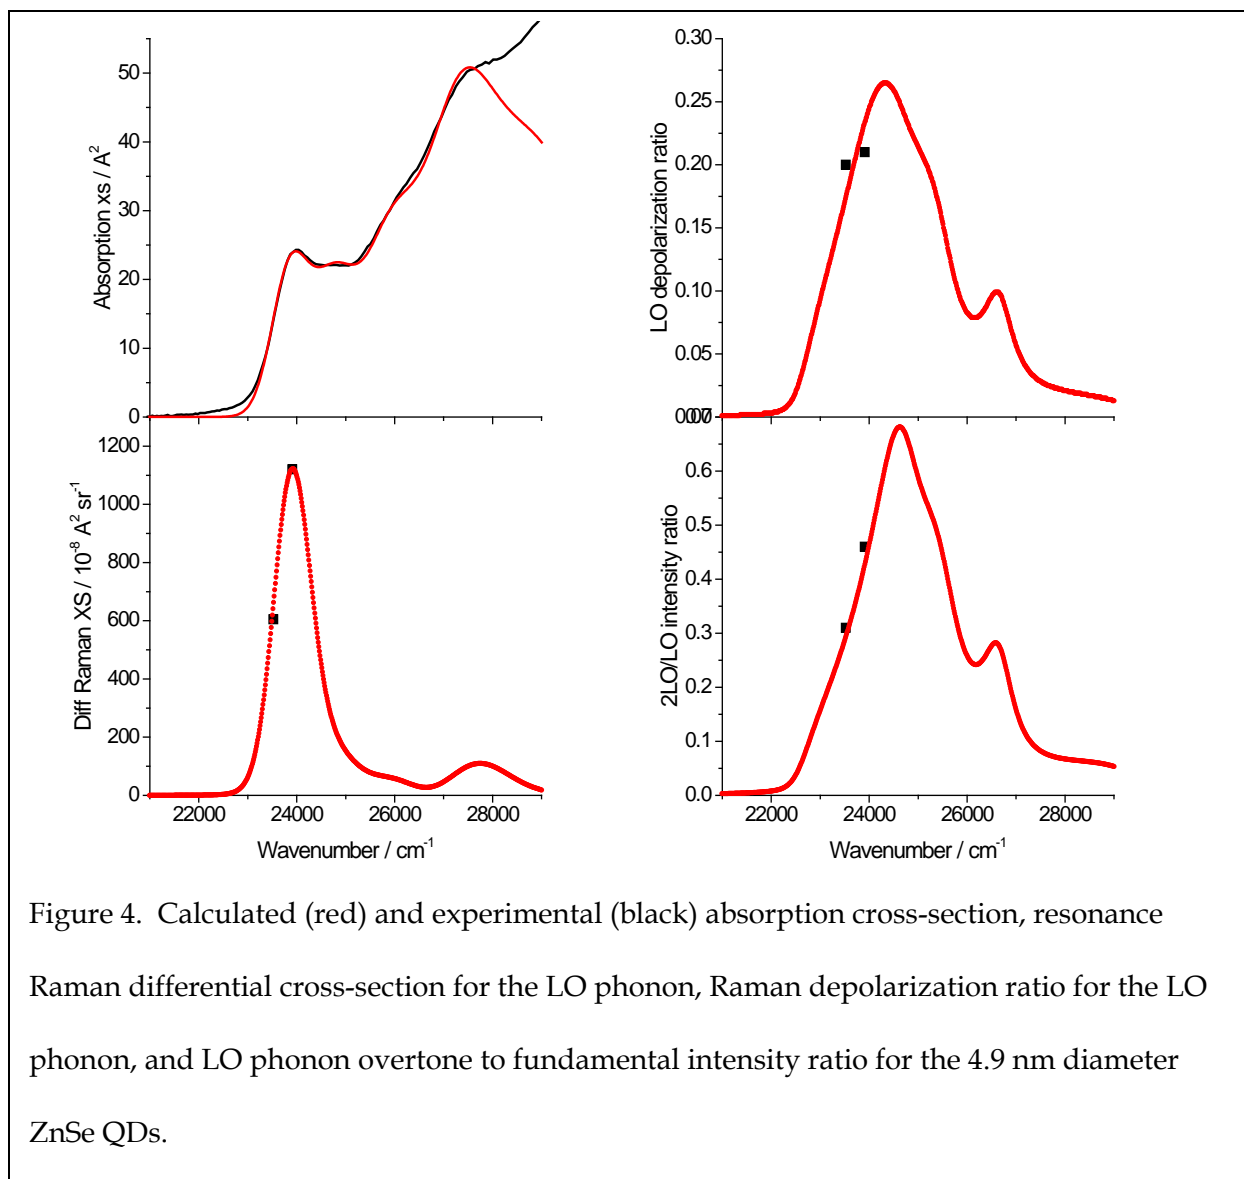 50
40
30
20
10
0
Absorption xs / A²
0.30
0.25
0.20
0.15
0.10
0.05
0.00
LO depolarization ratio
1200
1000
800
600
400
200
0
Diff Raman XS / 10⁻⁸ A² sr⁻¹
22000 24000 26000 28000
Wavenumber / cm⁻¹
0.7
0.6
0.5
0.4
0.3
0.2
0.1
0.0
2LO/LO intensity ratio
22000 24000 26000 28000
Wavenumber / cm⁻¹
Figure 4. Calculated (red) and experimental (black) absorption cross-section, resonance
Raman differential cross-section for the LO phonon, Raman depolarization ratio for the LO
phonon, and LO phonon overtone to fundamental intensity ratio for the 4.9 nm diameter
ZnSe QDs.